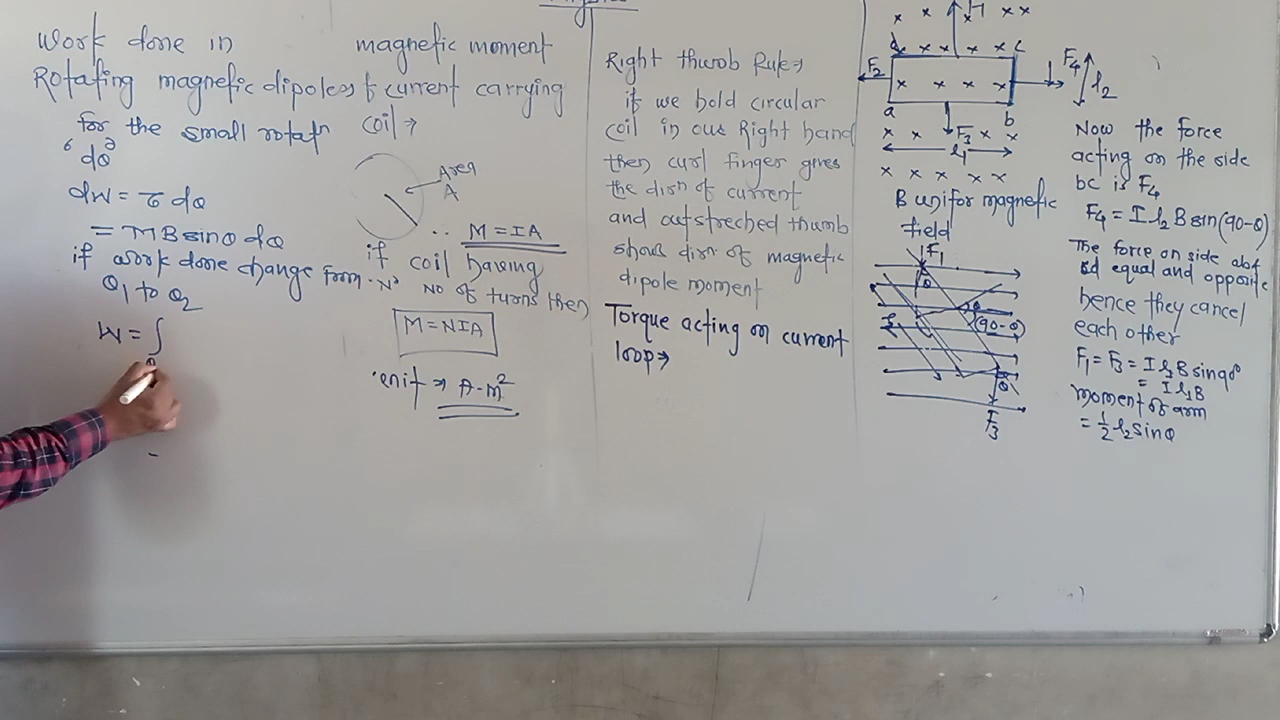 Work done in
Rotating magnetic dipoles
for the small rotatn
"dθ"
dW = τ dθ
= MB sinθ dθ
if work done change from
θ1 to θ2
W = ∫
magnetic moment
of current carrying
coil →
Area
A
∴ M = IA
if coil having
'N' no of turns then
M = NIA
unit → A-m²
Right thumb Rule →
if we hold circular
coil in our Right hand
then curl finger gives
the dirn of current
and outstreched thumb
shows dirn of magnetic
dipole moment
Torque acting on current
loop →
x x x x x
x x x x
d c
F2 F4 l2
x x x x
a b
x x F3 x x
l1
x x x x x
B unifor magnetic
field
F1
θ
θ
(90-θ)
θ
F3
Now the force
acting on the side
bc is F4
F4 = I l2 B sin(90-θ)
The force on side
equal and opposite
hence they cancel
each other
F1 = F3 = I l1 B sin90°
= I l1 B
moment of arm
= 1/2 l2 sinθ